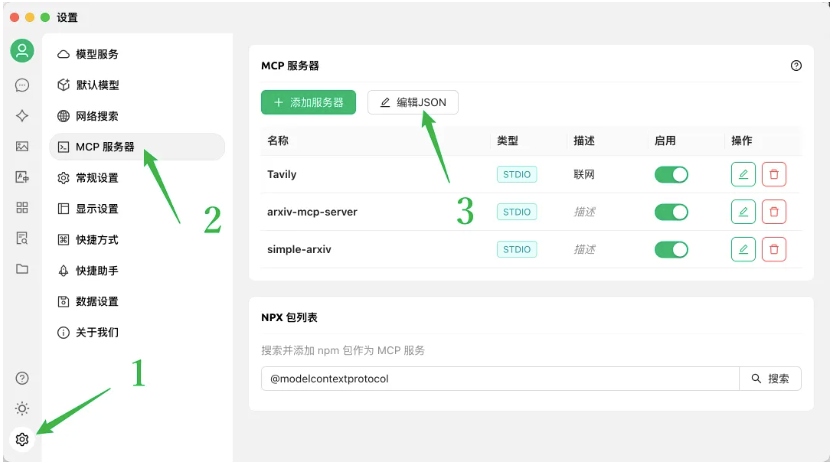 设置
模型服务
默认模型
网络搜索
MCP 服务器
常规设置
显示设置
快捷方式
快捷助手
数据设置
关于我们
1
2
MCP 服务器
添加服务器 编辑JSON
3
名称 类型 描述 启用 操作
Tavily STDIO 联网
arxiv-mcp-server STDIO 描述
simple-arxiv STDIO 描述
NPX 包列表
搜索并添加 npm 包作为 MCP 服务
@modelcontextprotocol 搜索